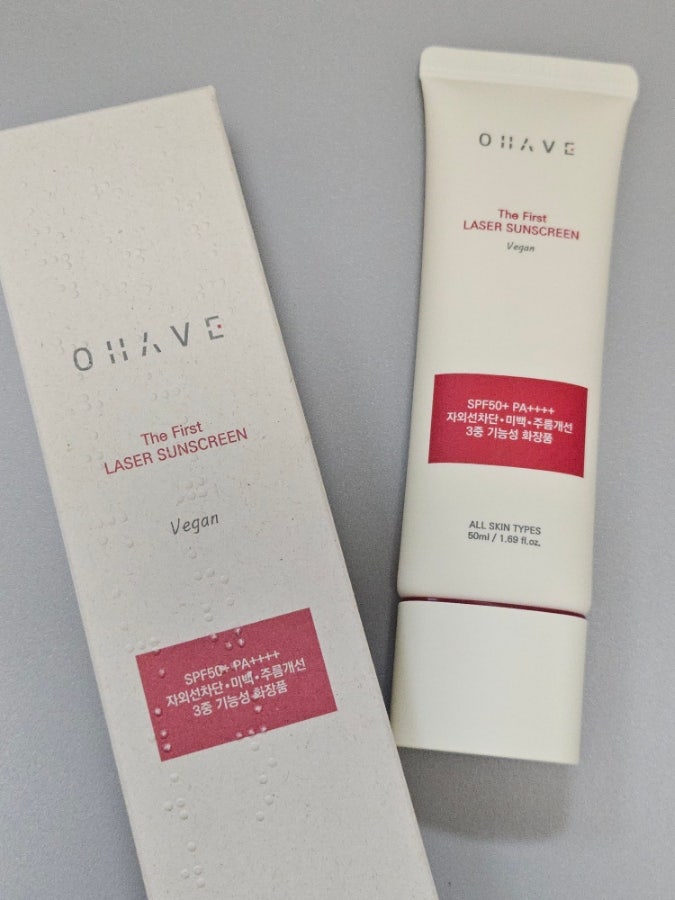 OHAVE
The First
LASER SUNSCREEN
Vegan
SPF50+ PA++++
자외선차단•미백•주름개선
3중 기능성 화장품
OHAVE
The First
LASER SUNSCREEN
Vegan
SPF50+ PA++++
자외선차단•미백•주름개선
3중 기능성 화장품
ALL SKIN TYPES
50ml / 1.69 fl.oz.